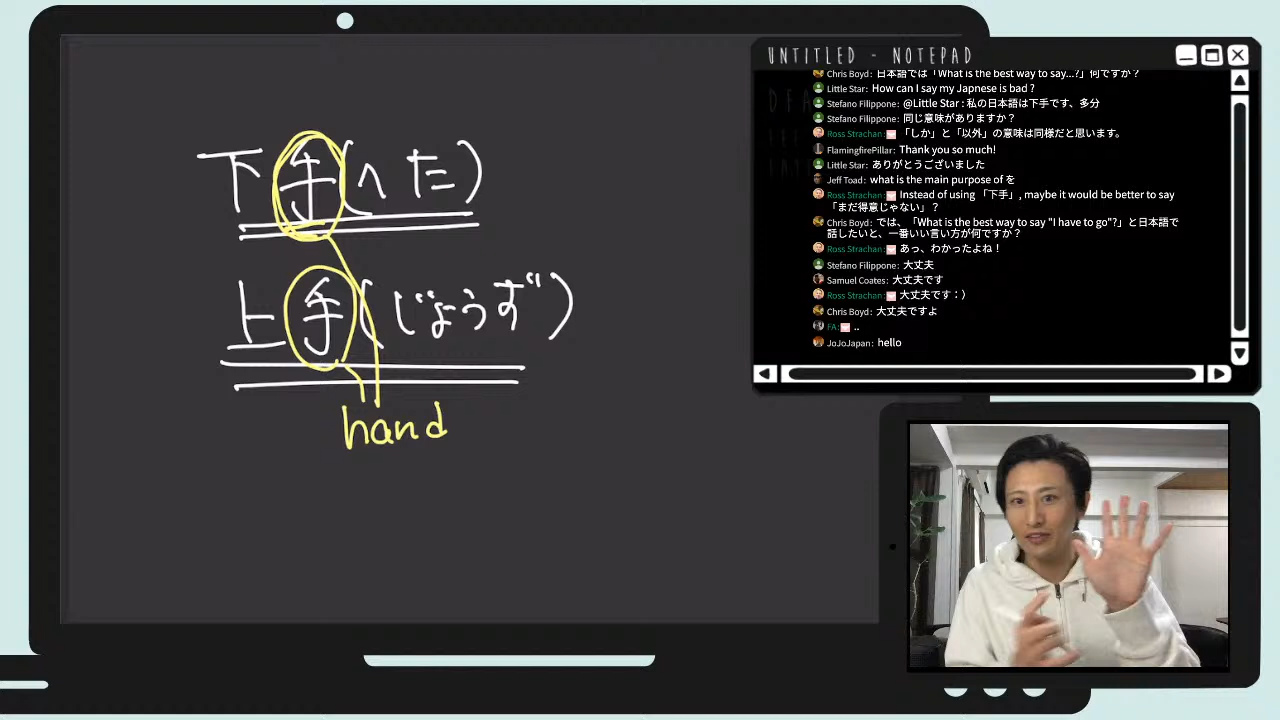 下手(へた)
上手(じょうず)
hand
UNTITLED - NOTEPAD
Chris Boyd: 日本語では「What is the best way to say...?」何ですか?
Little Star: How can I say my Japnese is bad ?
Stefano Filippone: @Little Star : 私の日本語は下手です、多分
Stefano Filippone: 同じ意味がありますか?
Ross Strachan: 「しか」と「以外」の意味は同様だと思います。
FlamingfirePillar: Thank you so much!
Little Star: ありがとうございました
Jeff Toad: what is the main purpose of を
Ross Strachan: Instead of using 「下手」, maybe it would be better to say
「まだ得意じゃない」?
Chris Boyd: では、「What is the best way to say "I have to go"?」と日本語で
話したいと、一番いい言い方が何ですか?
Ross Strachan: あっ、わかったよね!
Stefano Filippone: 大丈夫
Samuel Coates: 大丈夫です
Ross Strachan: 大丈夫です:)
Chris Boyd: 大丈夫ですよ
FA: ..
JoJoJapan: hello